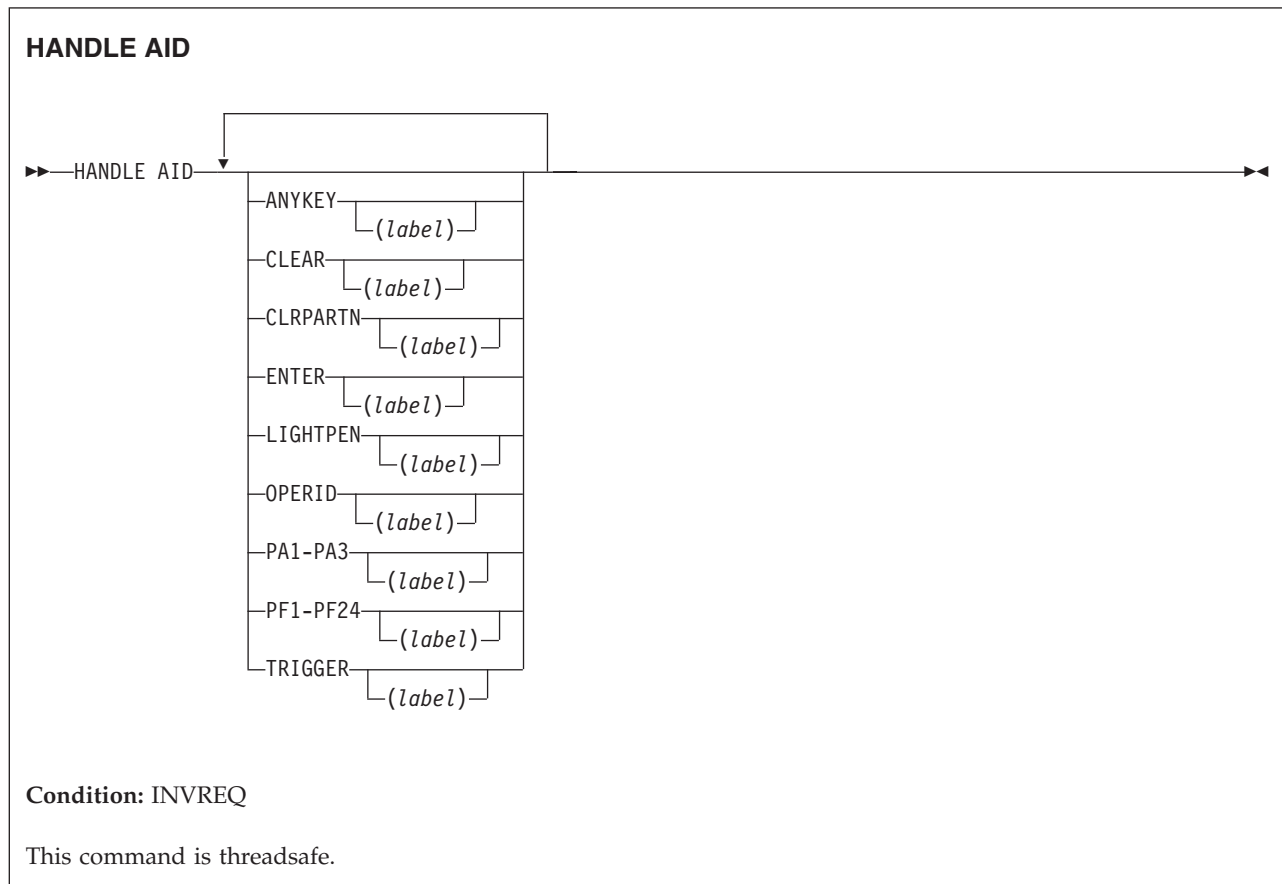 HANDLE AID
HANDLE AID
ANYKEY
(label)
CLEAR
(label)
CLRPARTN
(label)
ENTER
(label)
LIGHTPEN
(label)
OPERID
(label)
PA1-PA3
(label)
PF1-PF24
(label)
TRIGGER
(label)
Condition: INVREQ
This command is threadsafe.